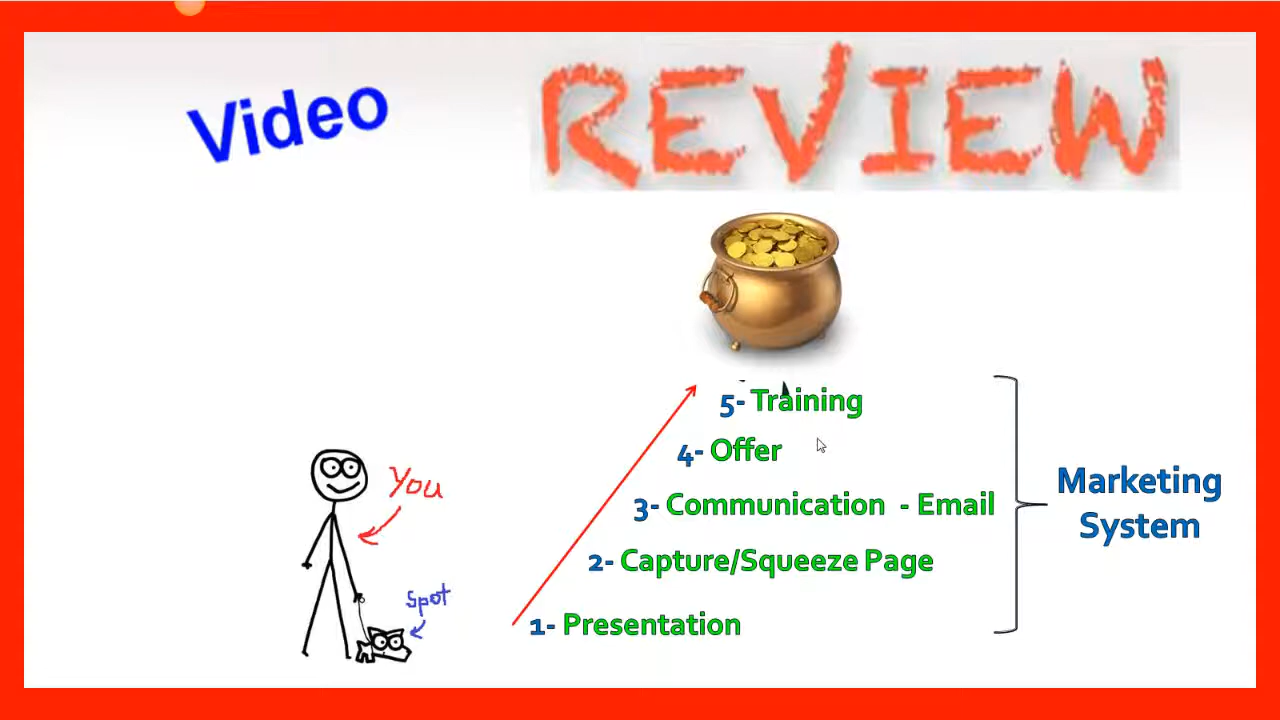 Video
REVIEW
5- Training
4- Offer
3- Communication - Email
2- Capture/Squeeze Page
1- Presentation
Marketing
System
You
Spot